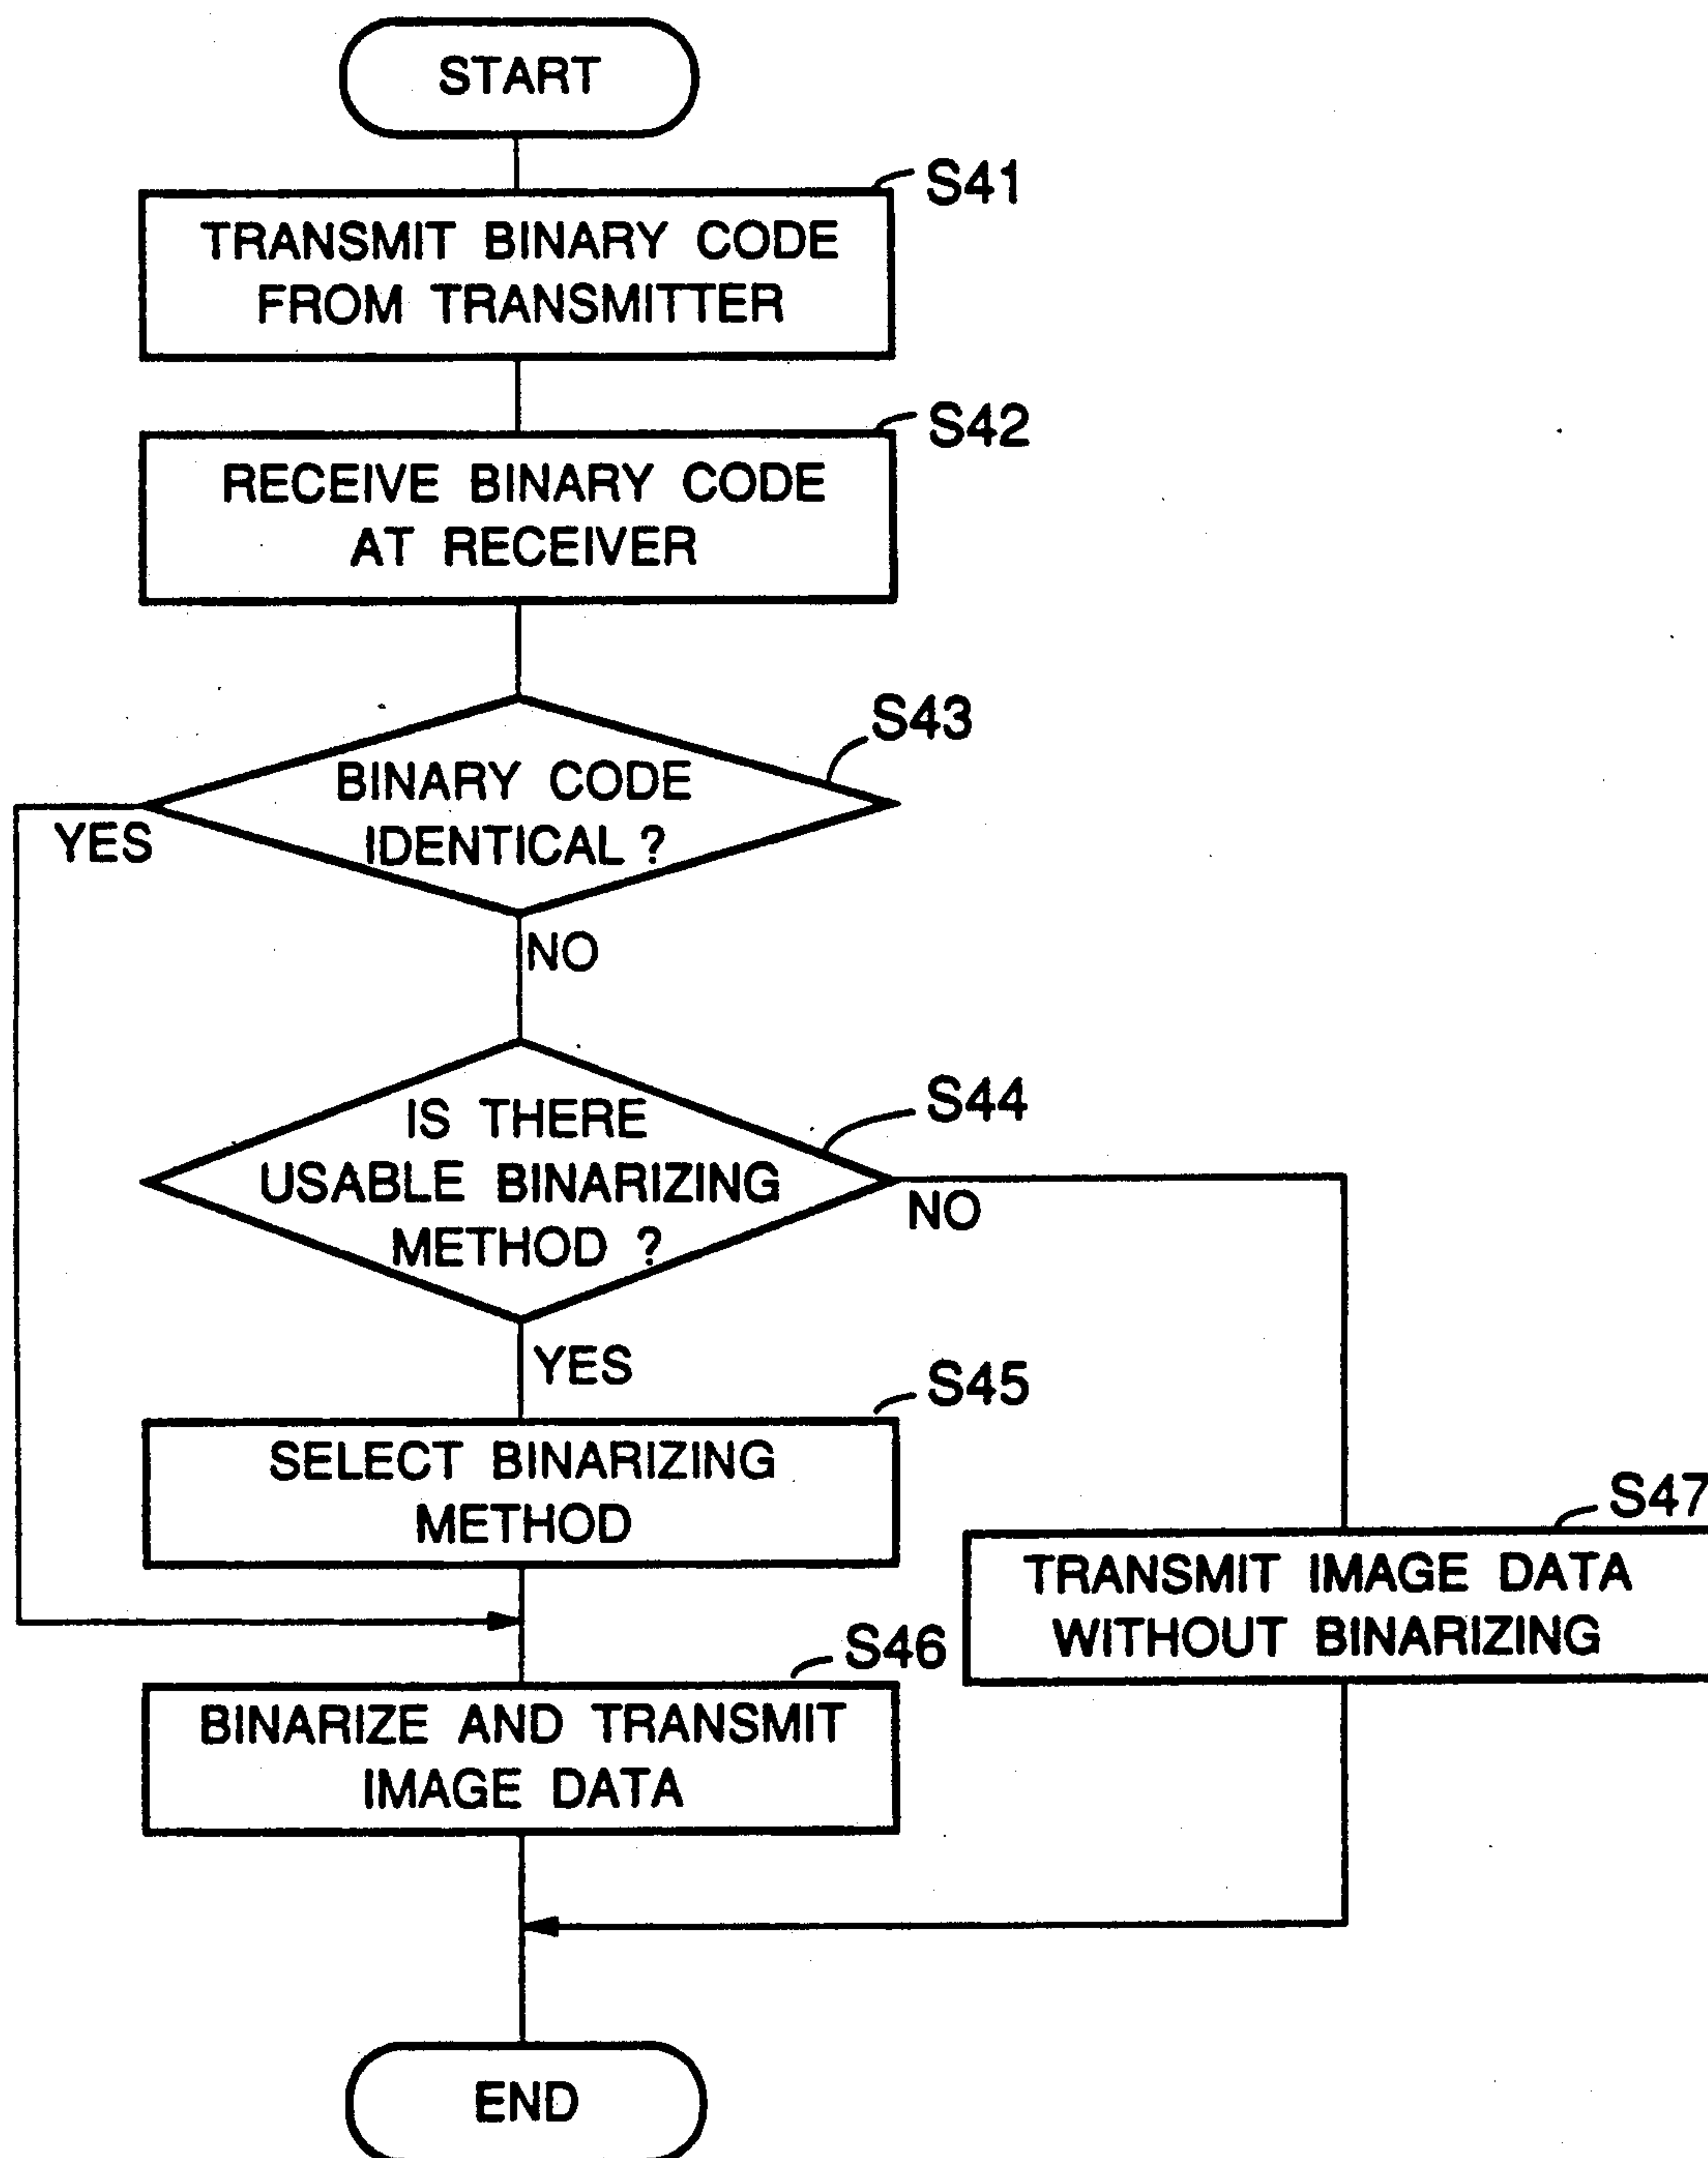 START
S41
TRANSMIT BINARY CODE
FROM TRANSMITTER
S42
RECEIVE BINARY CODE
AT RECEIVER
S43
BINARY CODE
IDENTICAL ?
YES
NO
S44
IS THERE
USABLE BINARIZING
METHOD ?
NO
YES
S45
SELECT BINARIZING
METHOD
S47
TRANSMIT IMAGE DATA
WITHOUT BINARIZING
S46
BINARIZE AND TRANSMIT
IMAGE DATA
END